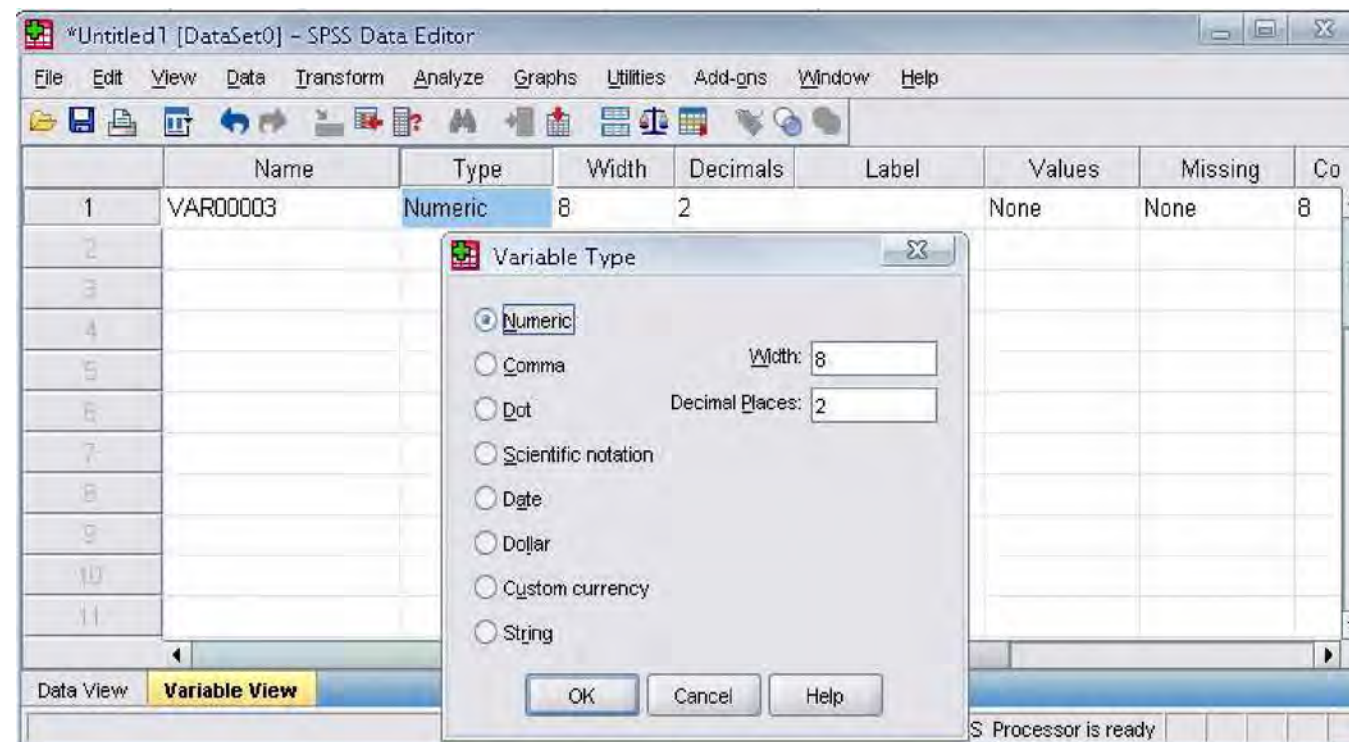 *Untitled1 [DataSet0] - SPSS Data Editor
File Edit View Data Transform Analyze Graphs Utilities Add-ons Window Help
Name Type Width Decimals Label Values Missing Co
1 VAR00003 Numeric 8 2 None None 8
2
3
4
5
6
7
8
9
10
11
Variable Type
Numeric
Comma
Dot
Scientific notation
Date
Dollar
Custom currency
String
Width: 8
Decimal Places: 2
OK Cancel Help
Data View Variable View
S Processor is ready